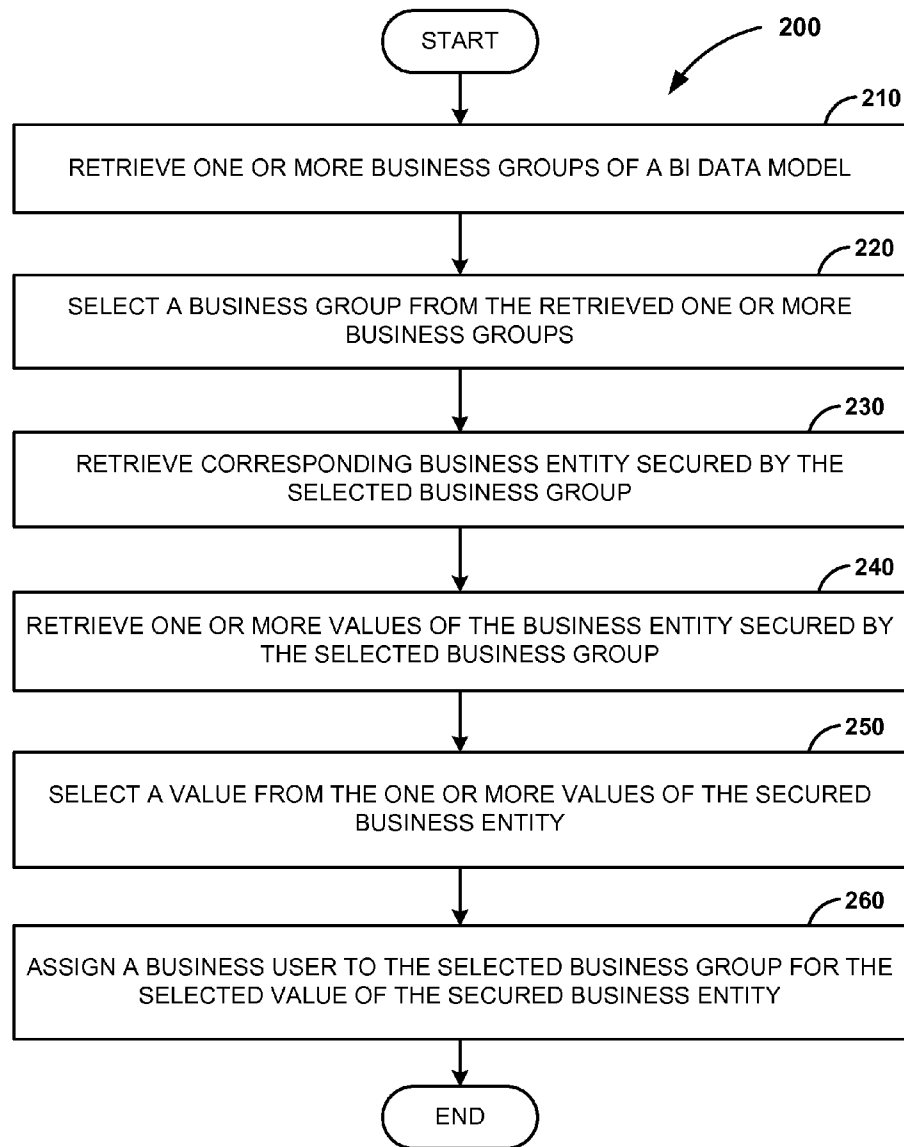 START
200
210
RETRIEVE ONE OR MORE BUSINESS GROUPS OF A BI DATA MODEL
220
SELECT A BUSINESS GROUP FROM THE RETRIEVED ONE OR MORE
BUSINESS GROUPS
230
RETRIEVE CORRESPONDING BUSINESS ENTITY SECURED BY THE
SELECTED BUSINESS GROUP
240
RETRIEVE ONE OR MORE VALUES OF THE BUSINESS ENTITY SECURED BY
THE SELECTED BUSINESS GROUP
250
SELECT A VALUE FROM THE ONE OR MORE VALUES OF THE SECURED
BUSINESS ENTITY
260
ASSIGN A BUSINESS USER TO THE SELECTED BUSINESS GROUP FOR THE
SELECTED VALUE OF THE SECURED BUSINESS ENTITY
END